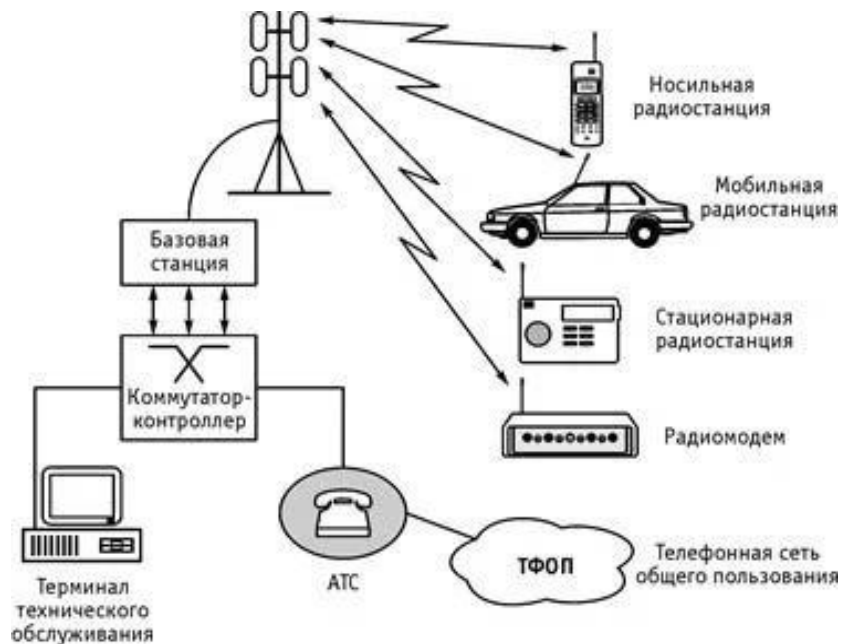 Носильная
радиостанция
Мобильная
радиостанция
Базовая
станция
Стационарная
радиостанция
Коммутатор-
контроллер
Радиомодем
ТФОП
Телефонная сеть
общего пользования
АТС
Терминал
технического
обслуживания